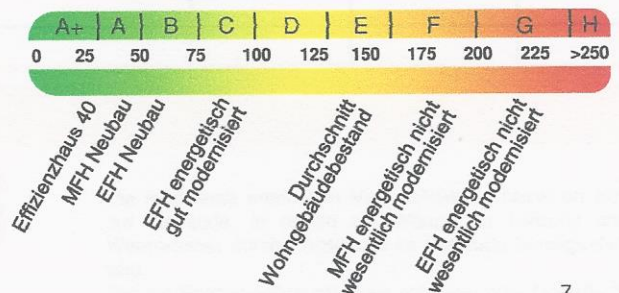 A+ A B C D E F G H
0 25 50 75 100 125 150 175 200 225 >250
Effizienzhaus 40
MFH Neubau
EFH Neubau
EFH energetisch
gut modernisiert
Durchschnitt
Wohngebäudebestand
MFH energetisch nicht
wesentlich modernisiert
EFH energetisch nicht
wesentlich modernisiert
7